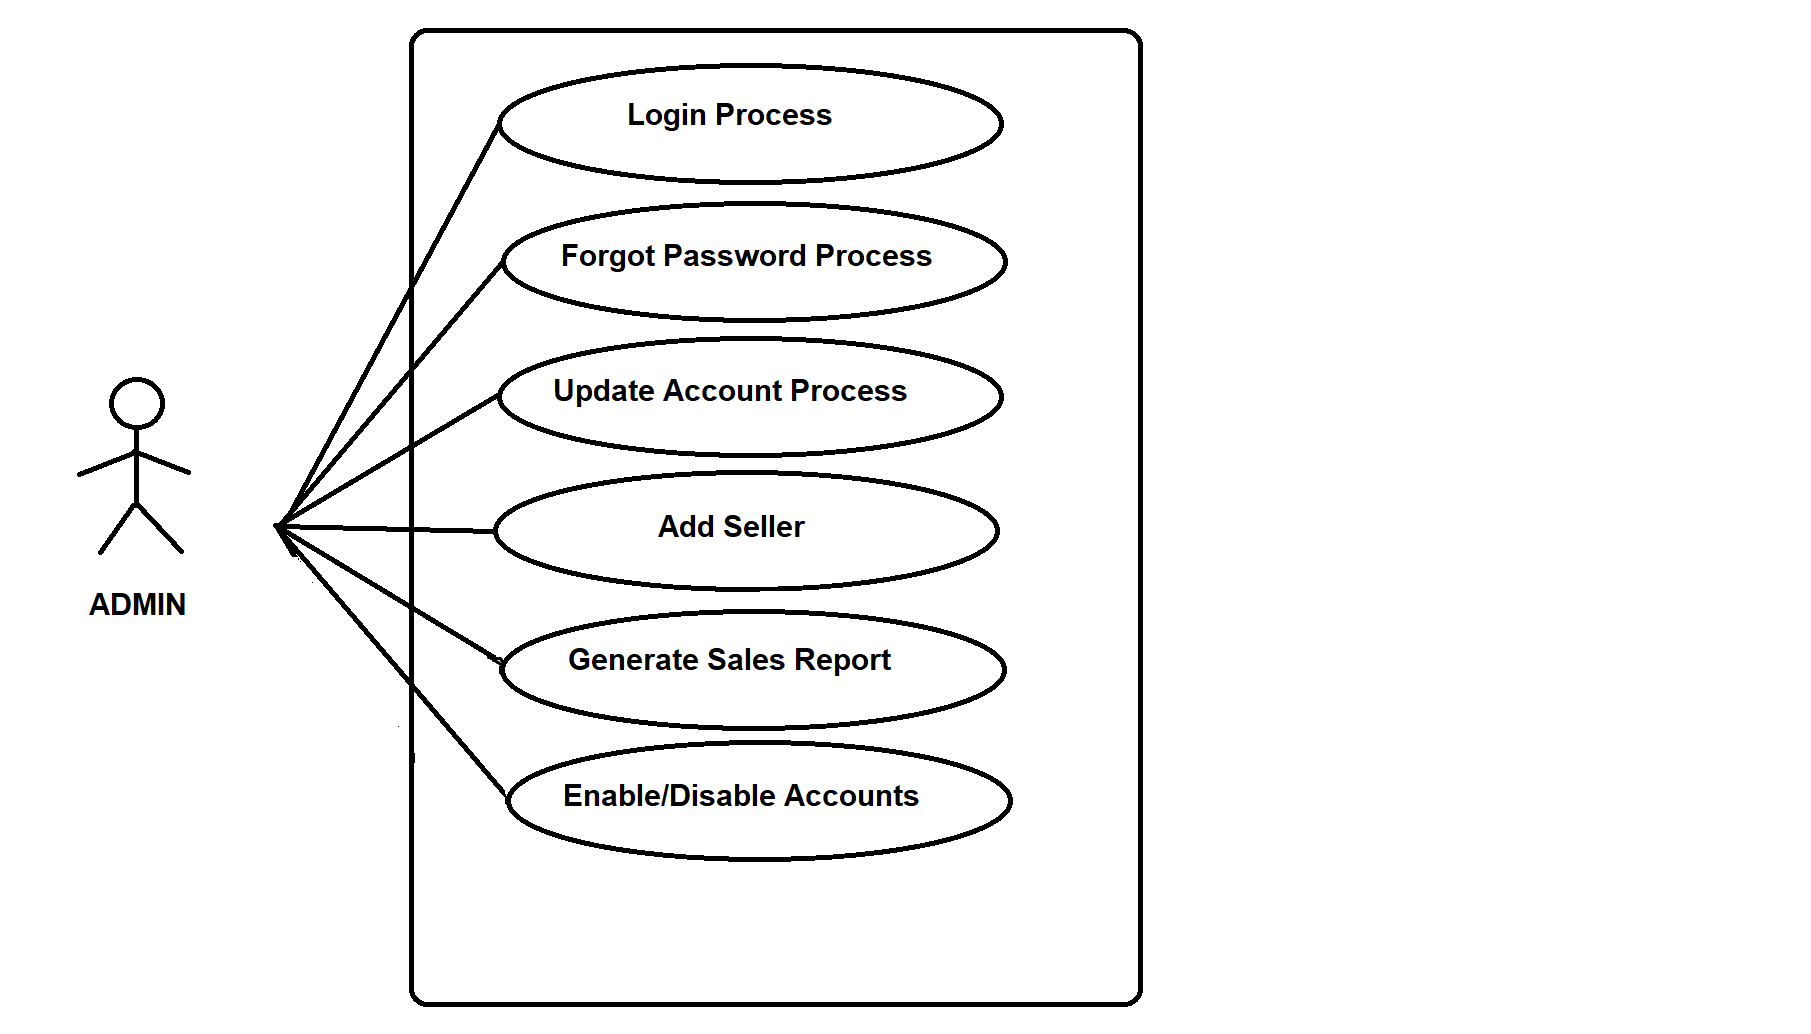 Login Process
Forgot Password Process
Update Account Process
Add Seller
ADMIN
Generate Sales Report
Enable/Disable Accounts